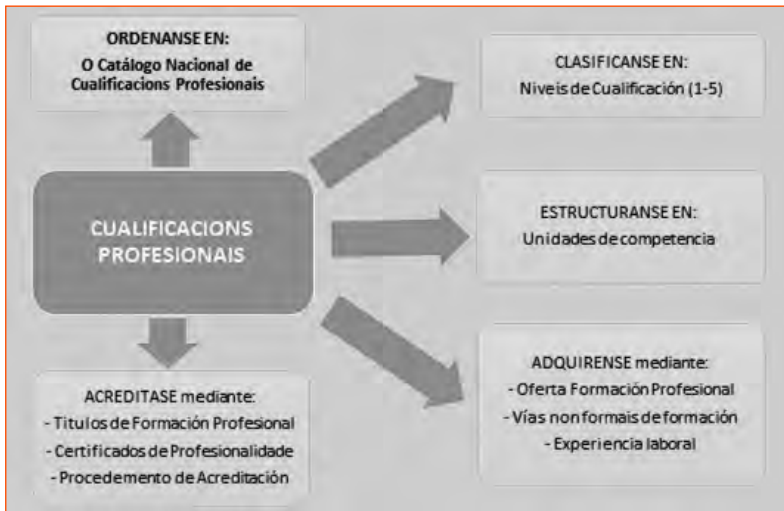 ORDENANSE EN:
O Catálogo Nacional de
Cualificacions Profesionais
CLASIFICANSE EN:
Niveis de Cualificación (1-5)
CUALIFICACIONS
PROFESIONAIS
ESTRUCTURANSE EN:
Unidades de competencia
ACREDITASE mediante:
- Titulos de Formación Profesional
- Certificados de Profesionalidade
- Procedemento de Acreditación
ADQUIRENSE mediante:
- Oferta Formación Profesional
- Vías non formais de formación
- Experiencia laboral